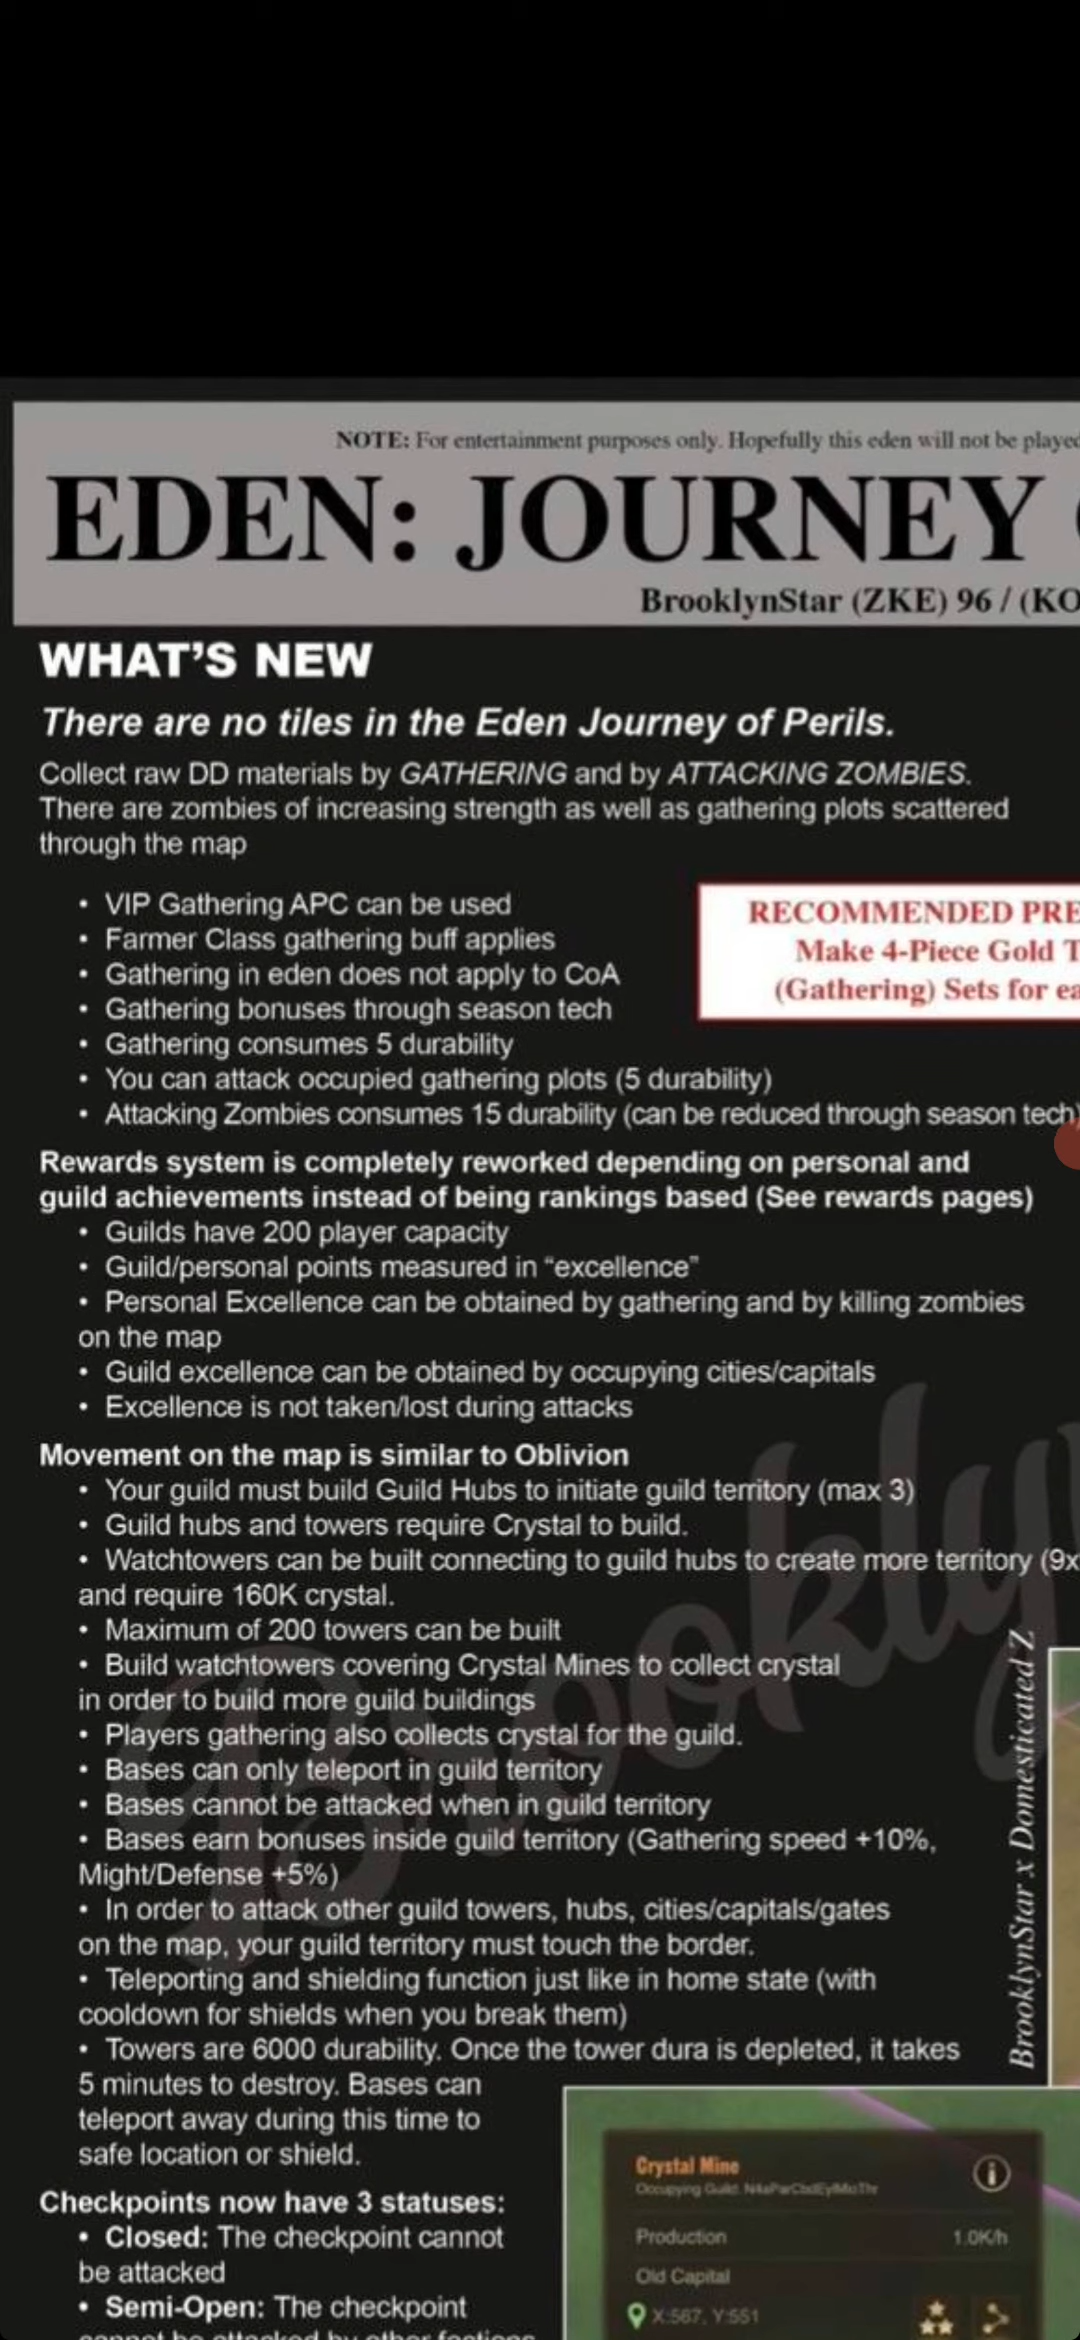 NOTE: For entertainment purposes only. Hopefully this eden will not be played
EDEN: JOURNEY
BrooklynStar (ZKE) 96 / (KO
WHAT'S NEW
There are no tiles in the Eden Journey of Perils.
Collect raw DD materials by GATHERING and by ATTACKING ZOMBIES.
There are zombies of increasing strength as well as gathering plots scattered
through the map
• VIP Gathering APC can be used
• Farmer Class gathering buff applies
• Gathering in eden does not apply to CoA
• Gathering bonuses through season tech
• Gathering consumes 5 durability
• You can attack occupied gathering plots (5 durability)
• Attacking Zombies consumes 15 durability (can be reduced through season tech)
RECOMMENDED PRE
Make 4-Piece Gold T
(Gathering) Sets for ea
Rewards system is completely reworked depending on personal and
guild achievements instead of being rankings based (See rewards pages)
• Guilds have 200 player capacity
• Guild/personal points measured in “excellence”
• Personal Excellence can be obtained by gathering and by killing zombies
on the map
• Guild excellence can be obtained by occupying cities/capitals
• Excellence is not taken/lost during attacks
Movement on the map is similar to Oblivion
• Your guild must build Guild Hubs to initiate guild territory (max 3)
• Guild hubs and towers require Crystal to build.
• Watchtowers can be built connecting to guild hubs to create more territory (9x
and require 160K crystal.
• Maximum of 200 towers can be built
• Build watchtowers covering Crystal Mines to collect crystal
in order to build more guild buildings
• Players gathering also collects crystal for the guild.
• Bases can only teleport in guild territory
• Bases cannot be attacked when in guild territory
• Bases earn bonuses inside guild territory (Gathering speed +10%,
Might/Defense +5%)
• In order to attack other guild towers, hubs, cities/capitals/gates
on the map, your guild territory must touch the border.
• Teleporting and shielding function just like in home state (with
cooldown for shields when you break them)
• Towers are 6000 durability. Once the tower dura is depleted, it takes
5 minutes to destroy. Bases can
teleport away during this time to
safe location or shield.
Checkpoints now have 3 statuses:
• Closed: The checkpoint cannot
be attacked
• Semi-Open: The checkpoint
cannot be attacked by other factions
Brookly
BrooklynStar x Domesticated Z
Crystal Mine
Occupying Guild:
Production 1.0K/h
Old Capital
X:567, Y:551